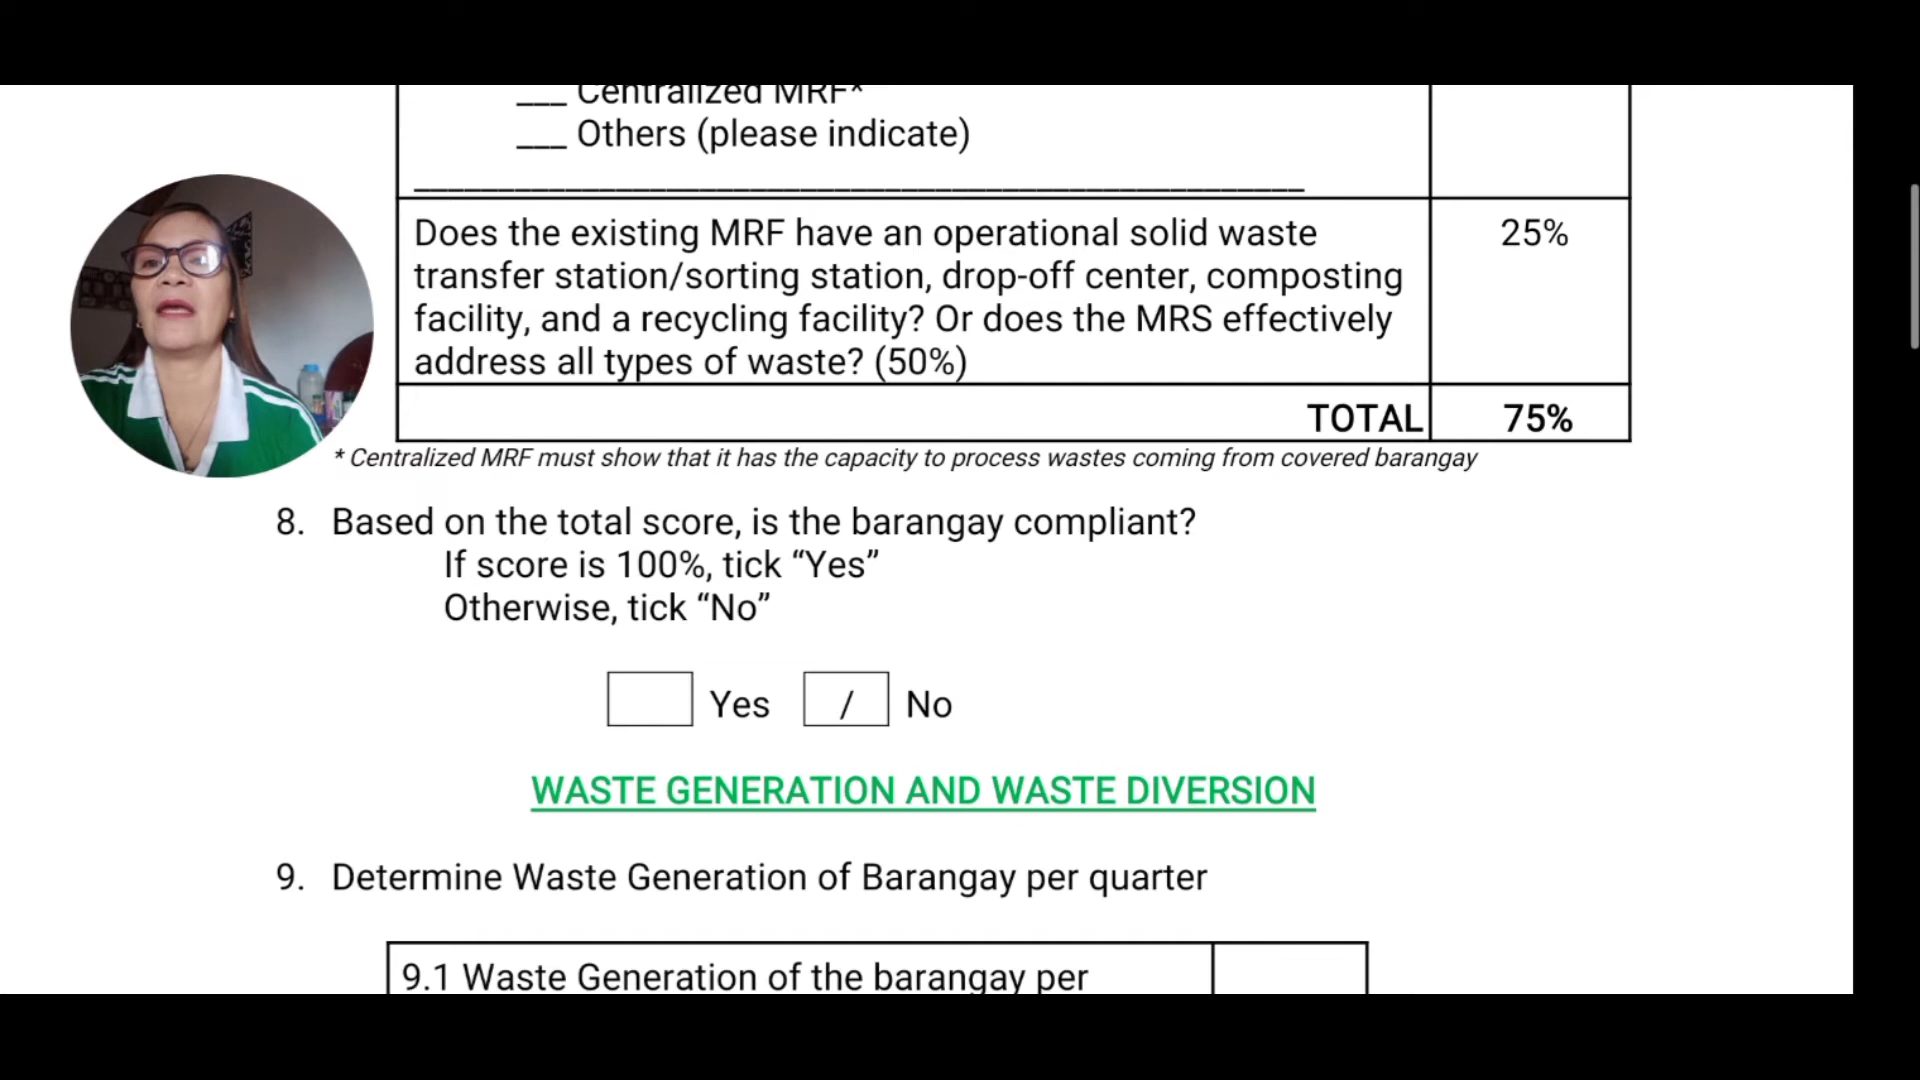 ___ Centralized MRF*
___ Others (please indicate)
Does the existing MRF have an operational solid waste
transfer station/sorting station, drop-off center, composting
facility, and a recycling facility? Or does the MRS effectively
address all types of waste? (50%)
25%
TOTAL
75%
* Centralized MRF must show that it has the capacity to process wastes coming from covered barangay
8. Based on the total score, is the barangay compliant?
If score is 100%, tick “Yes”
Otherwise, tick “No”
Yes / No
WASTE GENERATION AND WASTE DIVERSION
9. Determine Waste Generation of Barangay per quarter
9.1 Waste Generation of the barangay per